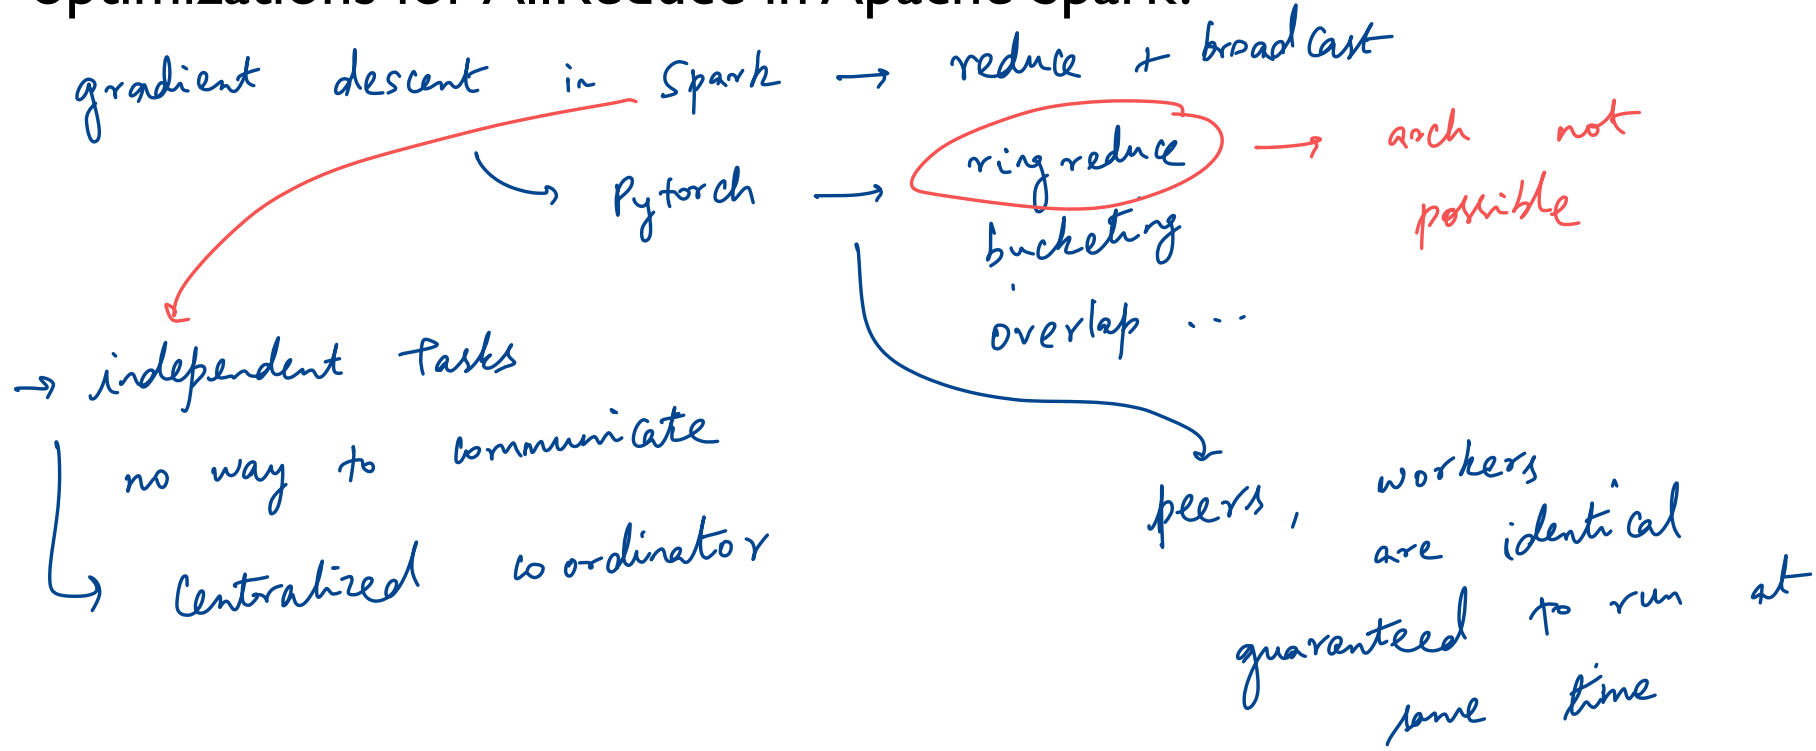 optimizations for AllReduce in Apache Spark.
gradient descent in Spark → reduce + broadcast
Pytorch → ring reduce → arch not possible
bucketing
overlap ...
→ independent tasks
no way to communicate
Centralized coordinator
peers, workers
are identical
guaranteed to run at
same time